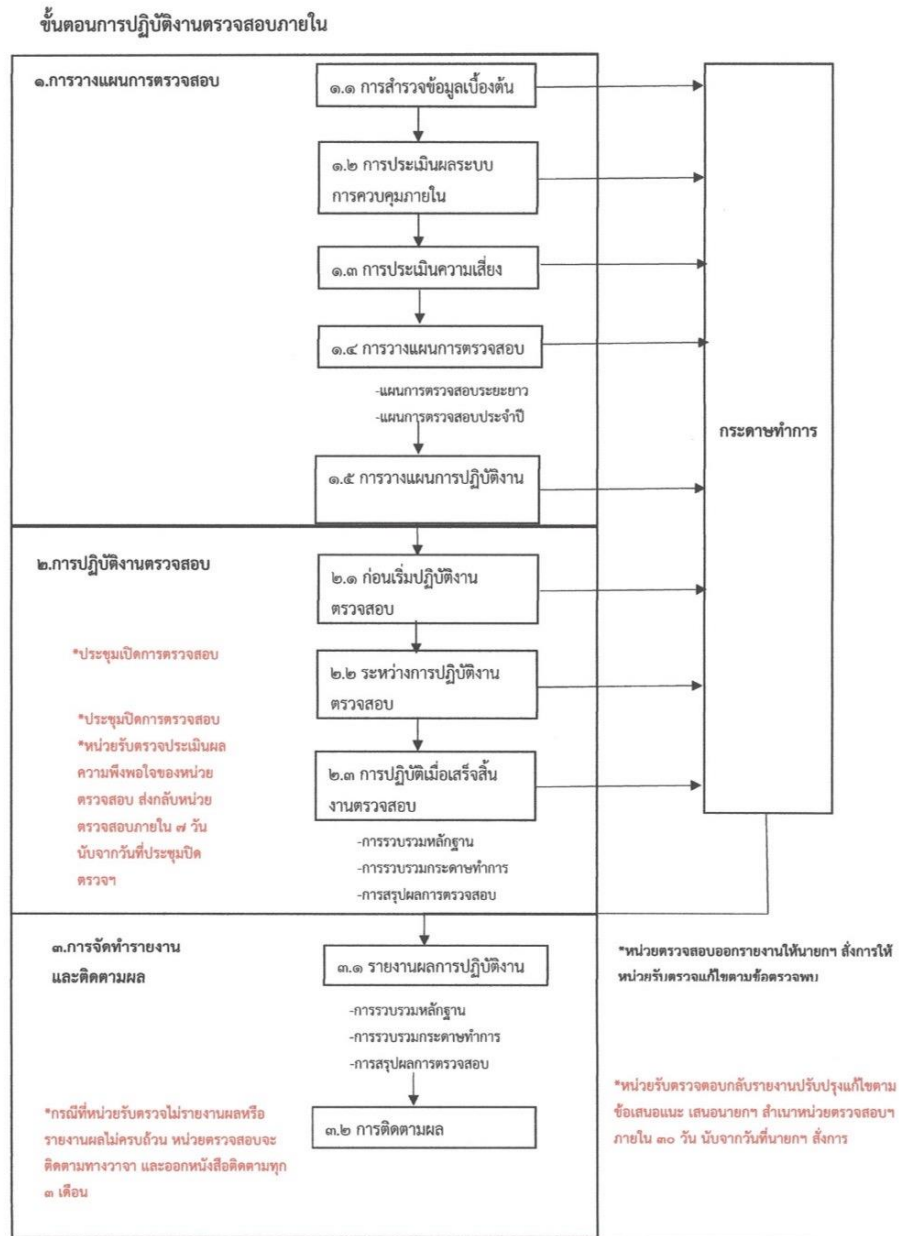 ขั้นตอนการปฏิบัติงานตรวจสอบภายใน
๑.การวางแผนการตรวจสอบ
๑.๑ การสำรวจข้อมูลเบื้องต้น
๑.๒ การประเมินผลระบบ
การควบคุมภายใน
๑.๓ การประเมินความเสี่ยง
๑.๔ การวางแผนการตรวจสอบ
-แผนการตรวจสอบระยะยาว
-แผนการตรวจสอบประจำปี
๑.๕ การวางแผนการปฏิบัติงาน
กระดาษทำการ
๒.การปฏิบัติงานตรวจสอบ
๒.๑ ก่อนเริ่มปฏิบัติงาน
ตรวจสอบ
*ประชุมเปิดการตรวจสอบ
๒.๒ ระหว่างการปฏิบัติงาน
ตรวจสอบ
*ประชุมปิดการตรวจสอบ
*หน่วยรับตรวจประเมินผล
ความพึงพอใจของหน่วย
ตรวจสอบ ส่งกลับหน่วย
ตรวจสอบภายใน ๗ วัน
นับจากวันที่ประชุมปิด
ตรวจฯ
๒.๓ การปฏิบัติเมื่อเสร็จสิ้น
งานตรวจสอบ
-การรวบรวมหลักฐาน
-การรวบรวมกระดาษทำการ
-การสรุปผลการตรวจสอบ
๓.การจัดทำรายงาน
และติดตามผล
๓.๑ รายงานผลการปฏิบัติงาน
-การรวบรวมหลักฐาน
-การรวบรวมกระดาษทำการ
-การสรุปผลการตรวจสอบ
*หน่วยตรวจสอบออกรายงานให้นายกฯ สั่งการให้
หน่วยรับตรวจแก้ไขตามข้อตรวจพบ
*กรณีที่หน่วยรับตรวจไม่รายงานผลหรือ
รายงานผลไม่ครบถ้วน หน่วยตรวจสอบจะ
ติดตามทางวาจา และออกหนังสือติดตามทุก
๓ เดือน
๓.๒ การติดตามผล
*หน่วยรับตรวจตอบกลับรายงานปรับปรุงแก้ไขตาม
ข้อเสนอแนะ เสนอนายกฯ สำเนาหน่วยตรวจสอบฯ
ภายใน ๓๐ วัน นับจากวันที่นายกฯ สั่งการ